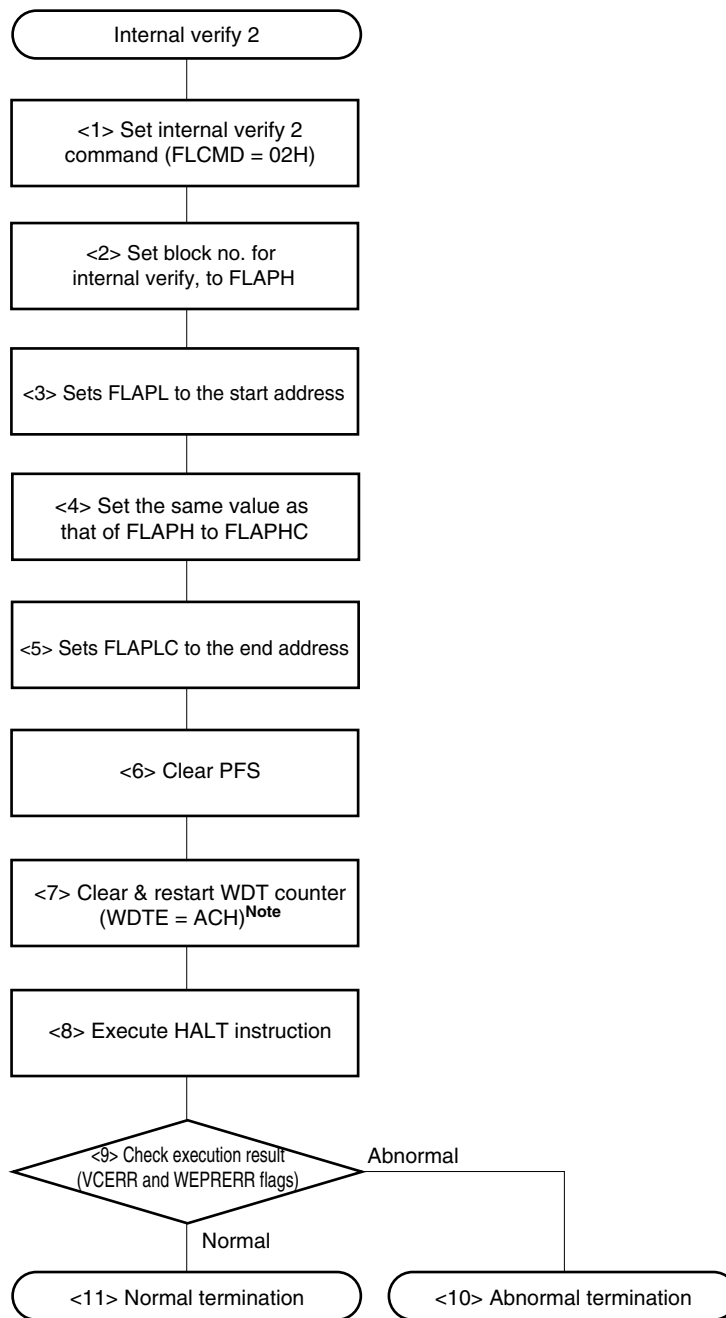 Internal verify 2
<1> Set internal verify 2
command (FLCMD = 02H)
<2> Set block no. for
internal verify, to FLAPH
<3> Sets FLAPL to the start address
<4> Set the same value as
that of FLAPH to FLAPHC
<5> Sets FLAPLC to the end address
<6> Clear PFS
<7> Clear & restart WDT counter
(WDTE = ACH)Note
<8> Execute HALT instruction
<9> Check execution result
(VCERR and WEPRERR flags)
Abnormal
Normal
<11> Normal termination
<10> Abnormal termination